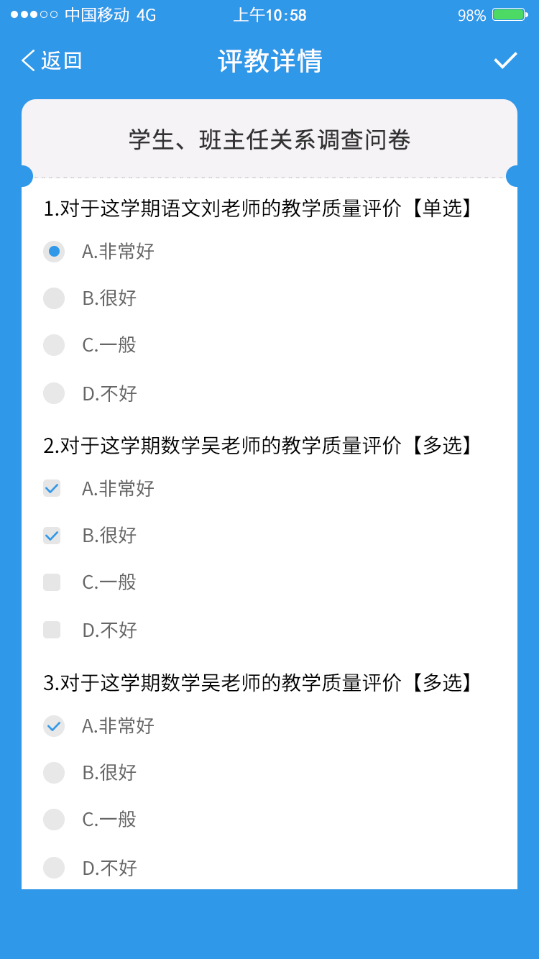 中国移动 4G 上午10:58 98%
返回 评教详情
学生、班主任关系调查问卷
1.对于这学期语文刘老师的教学质量评价【单选】
A.非常好
B.很好
C.一般
D.不好
2.对于这学期数学吴老师的教学质量评价【多选】
A.非常好
B.很好
C.一般
D.不好
3.对于这学期数学吴老师的教学质量评价【多选】
A.非常好
B.很好
C.一般
D.不好